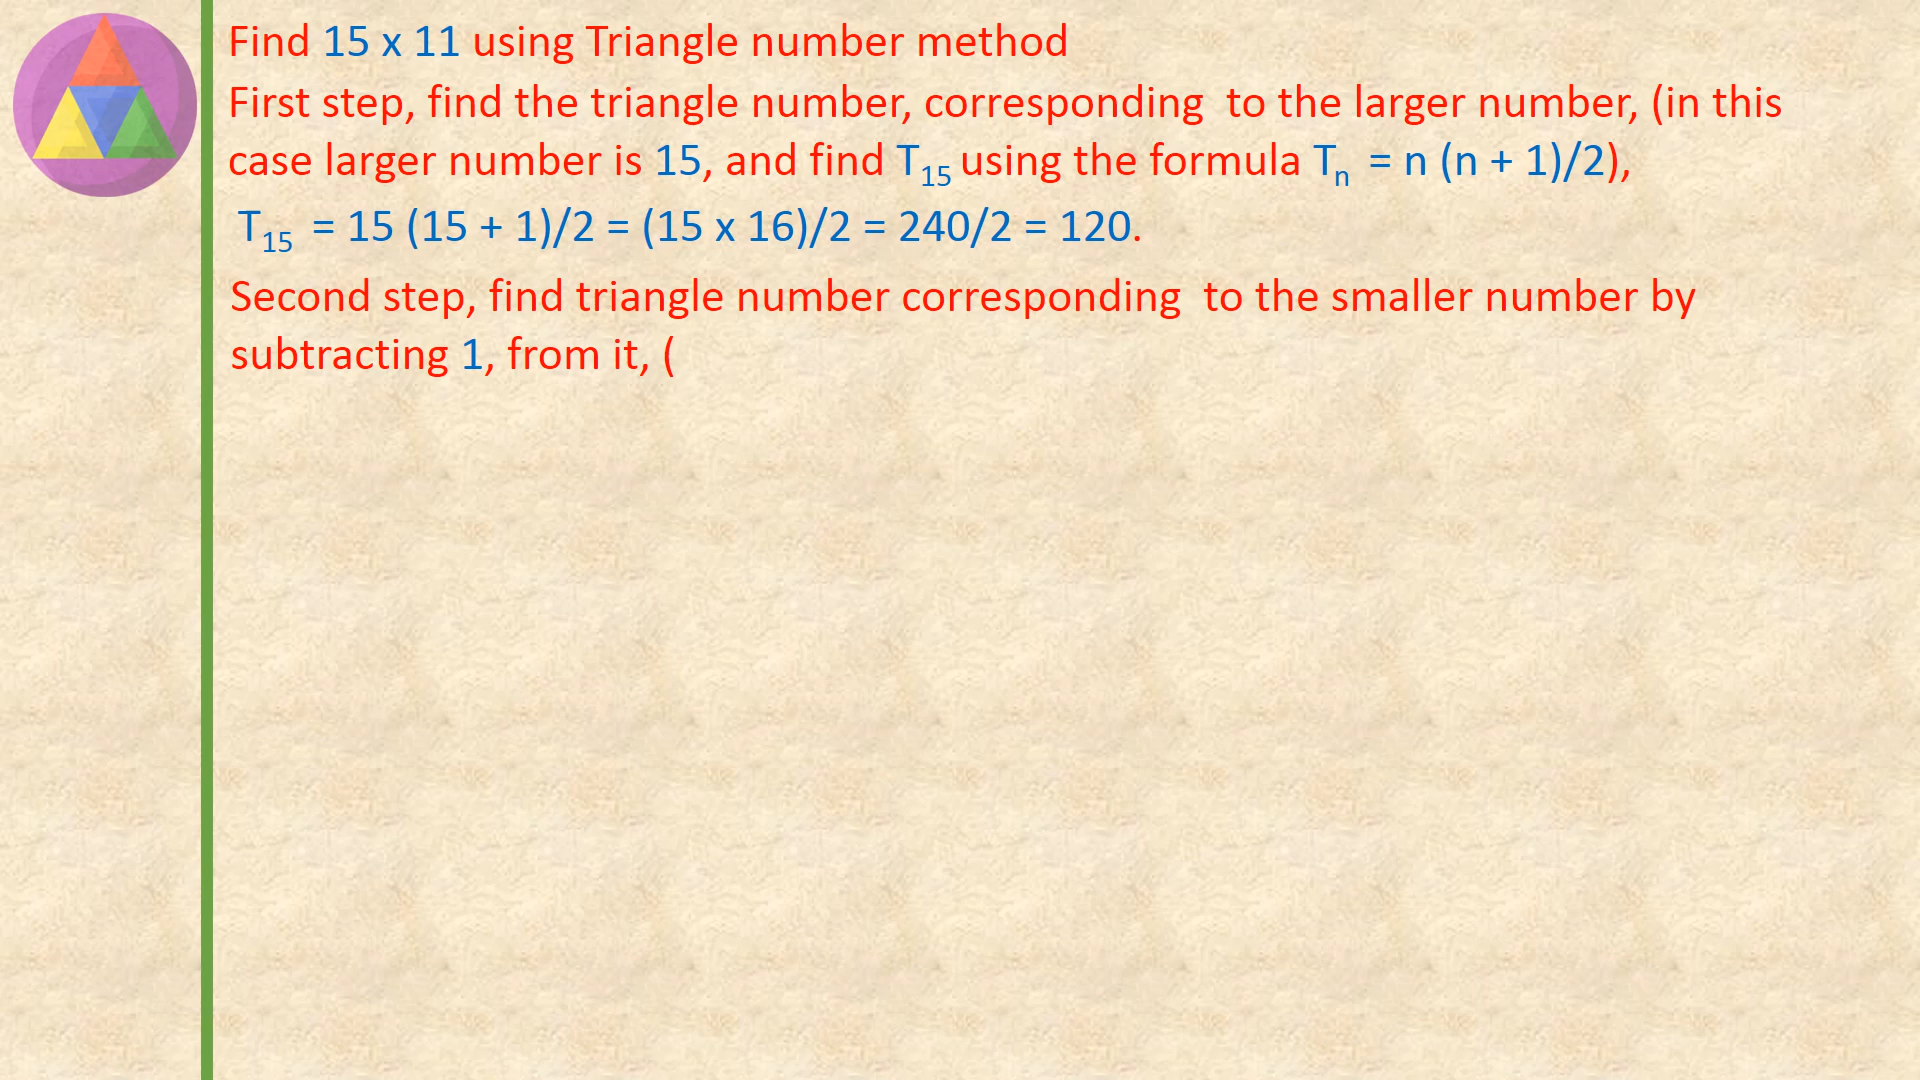 Find 15 x 11 using Triangle number method
First step, find the triangle number, corresponding  to the larger number, (in this
case larger number is 15, and find T₁₅ using the formula Tₙ  = n (n + 1)/2),
T₁₅  = 15 (15 + 1)/2 = (15 x 16)/2 = 240/2 = 120.
Second step, find triangle number corresponding  to the smaller number by
subtracting 1, from it, (